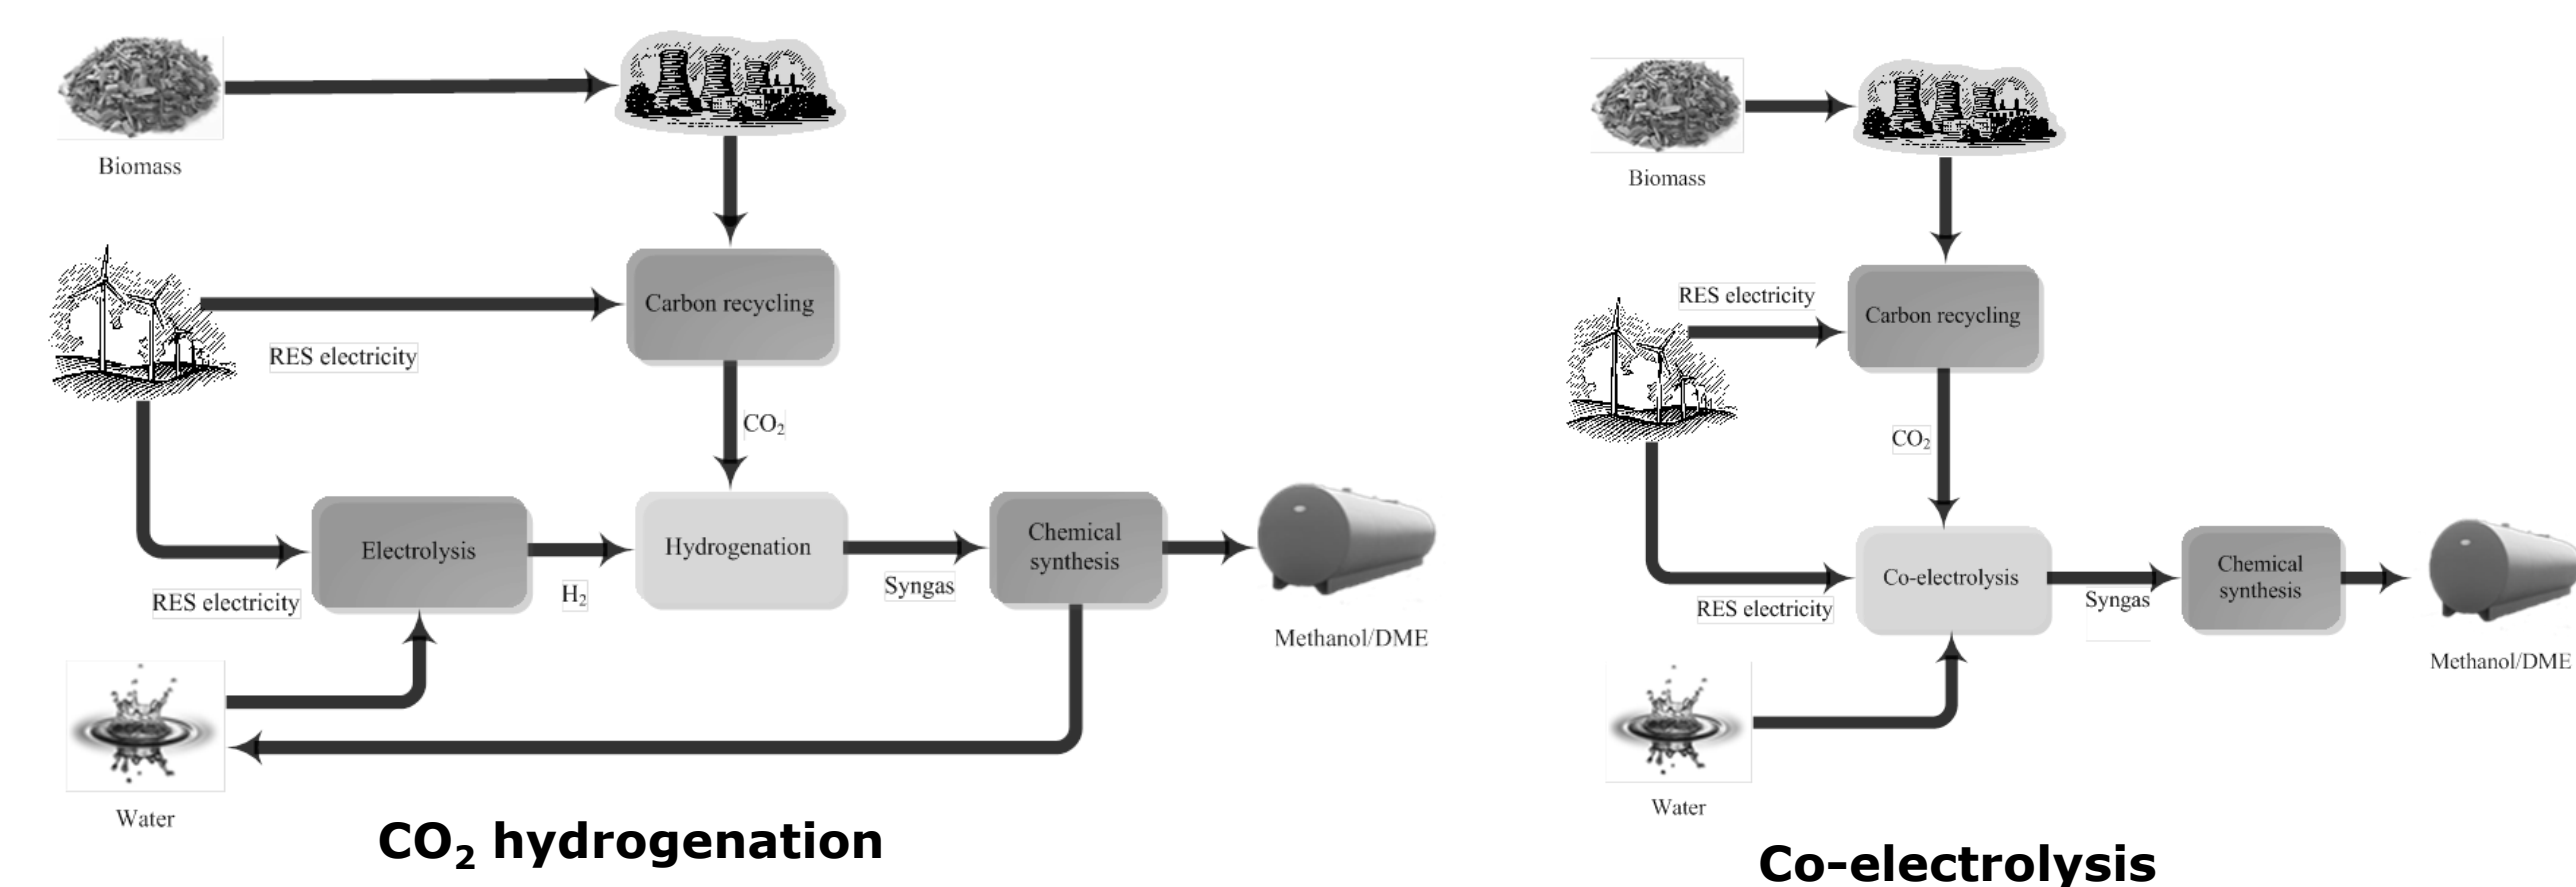 Biomass
RES electricity
Carbon recycling
CO₂
Electrolysis
RES electricity
H₂
Hydrogenation
Syngas
Chemical
synthesis
Methanol/DME
Water
CO₂ hydrogenation
Biomass
RES electricity
Carbon recycling
CO₂
RES electricity
Co-electrolysis
Syngas
Chemical
synthesis
Methanol/DME
Water
Co-electrolysis